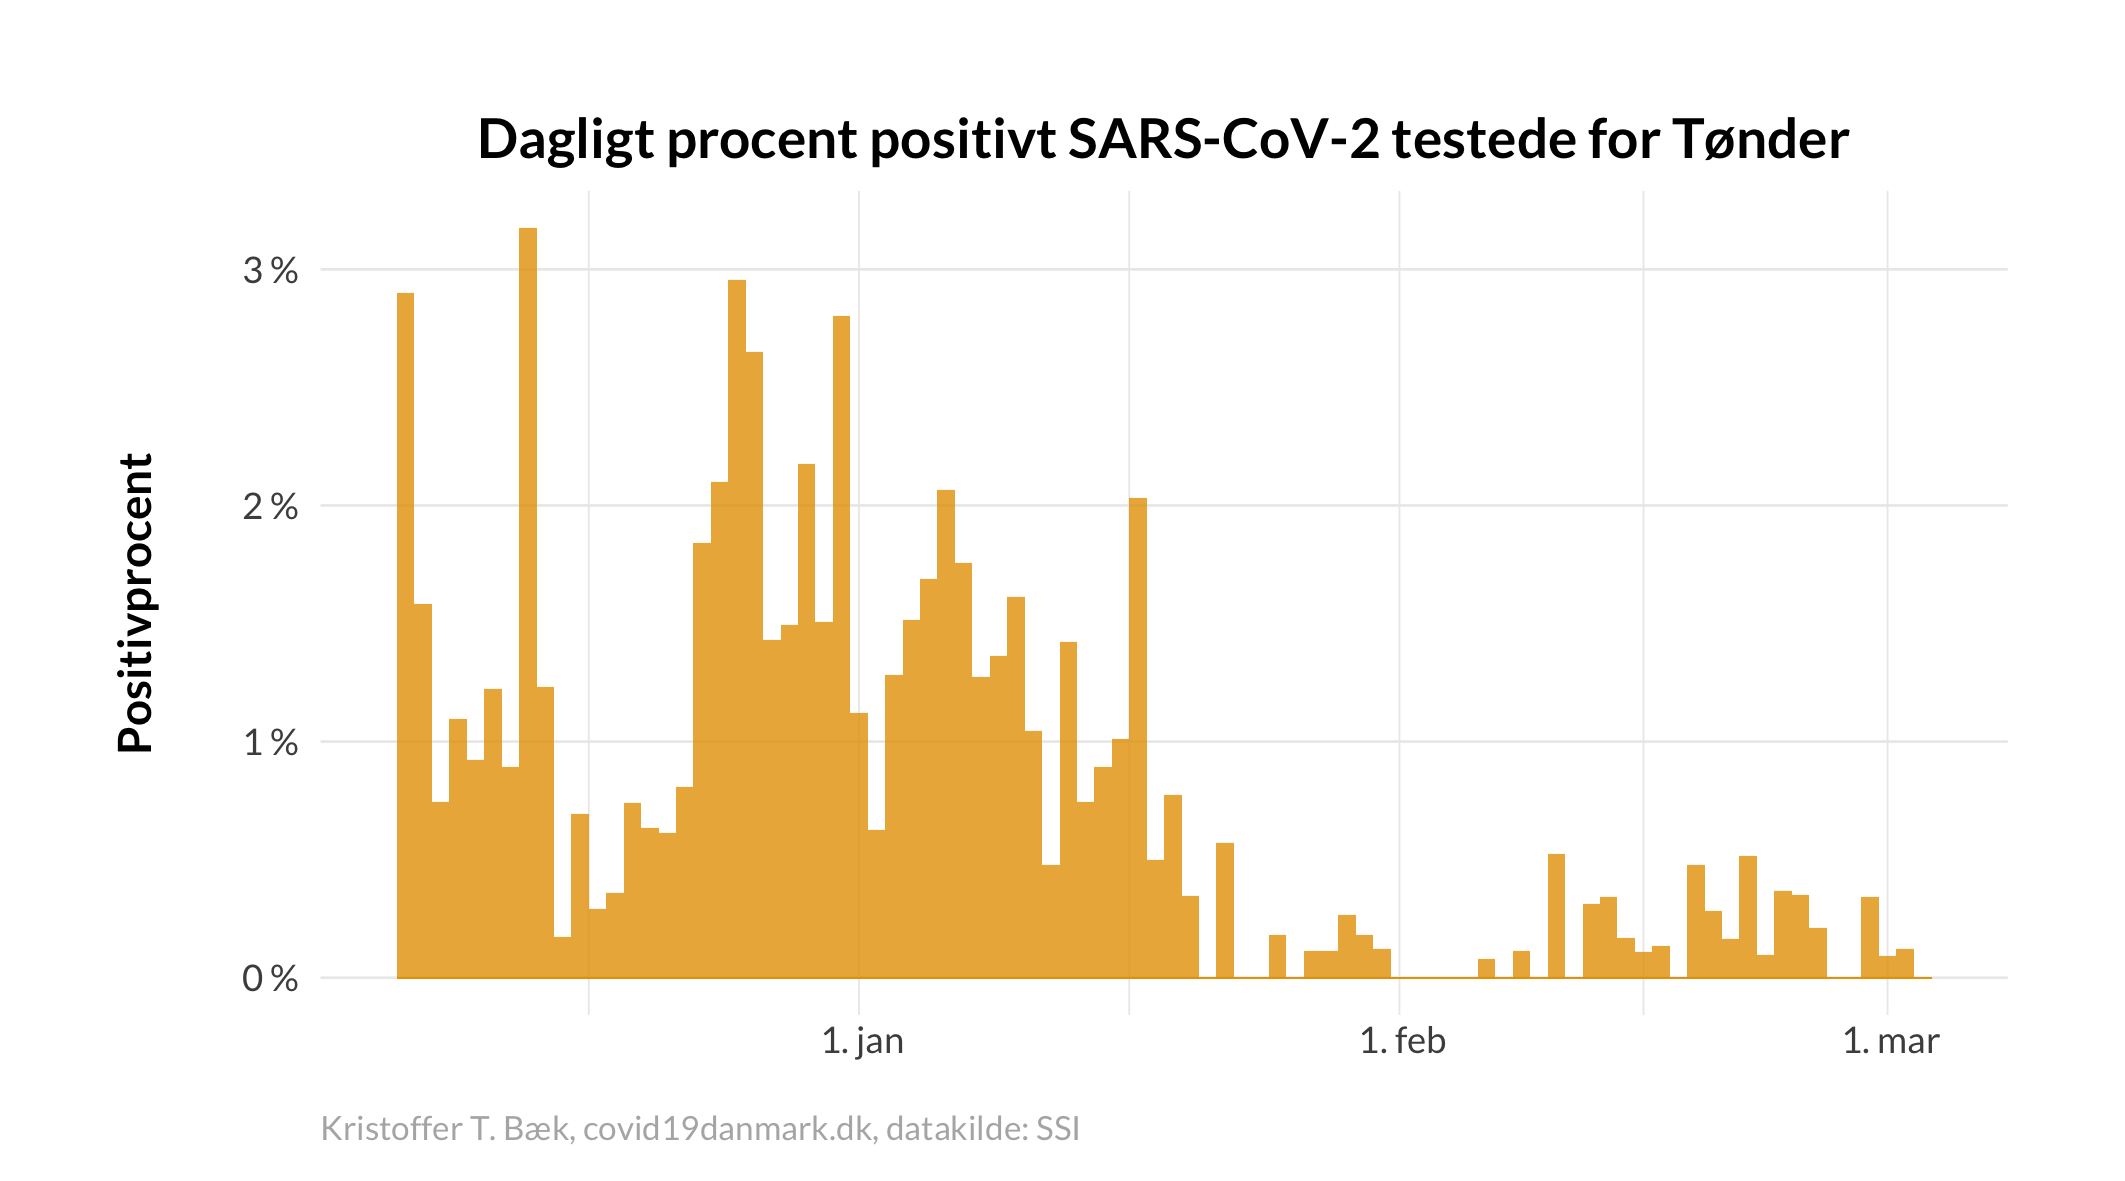 Dagligt procent positivt SARS-CoV-2 testede for Tønder
Positivprocent
3 %
2 %
1 %
0 %
1. jan
1. feb
1. mar
Kristoffer T. Bæk, covid19danmark.dk, datakilde: SSI